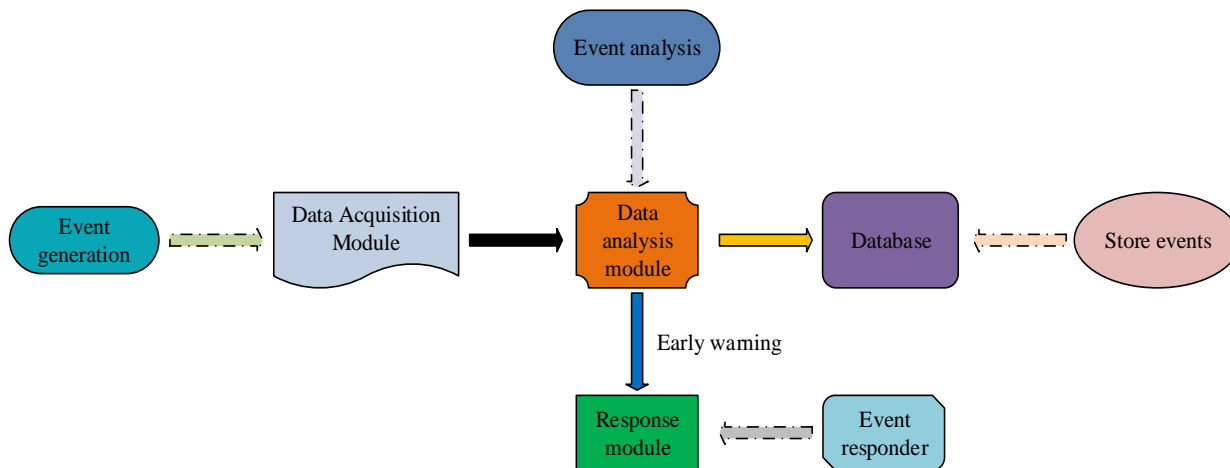 Event analysis
Event
generation
Data Acquisition
Module
Data
analysis
module
Database
Store events
Early warning
Response
module
Event
responder